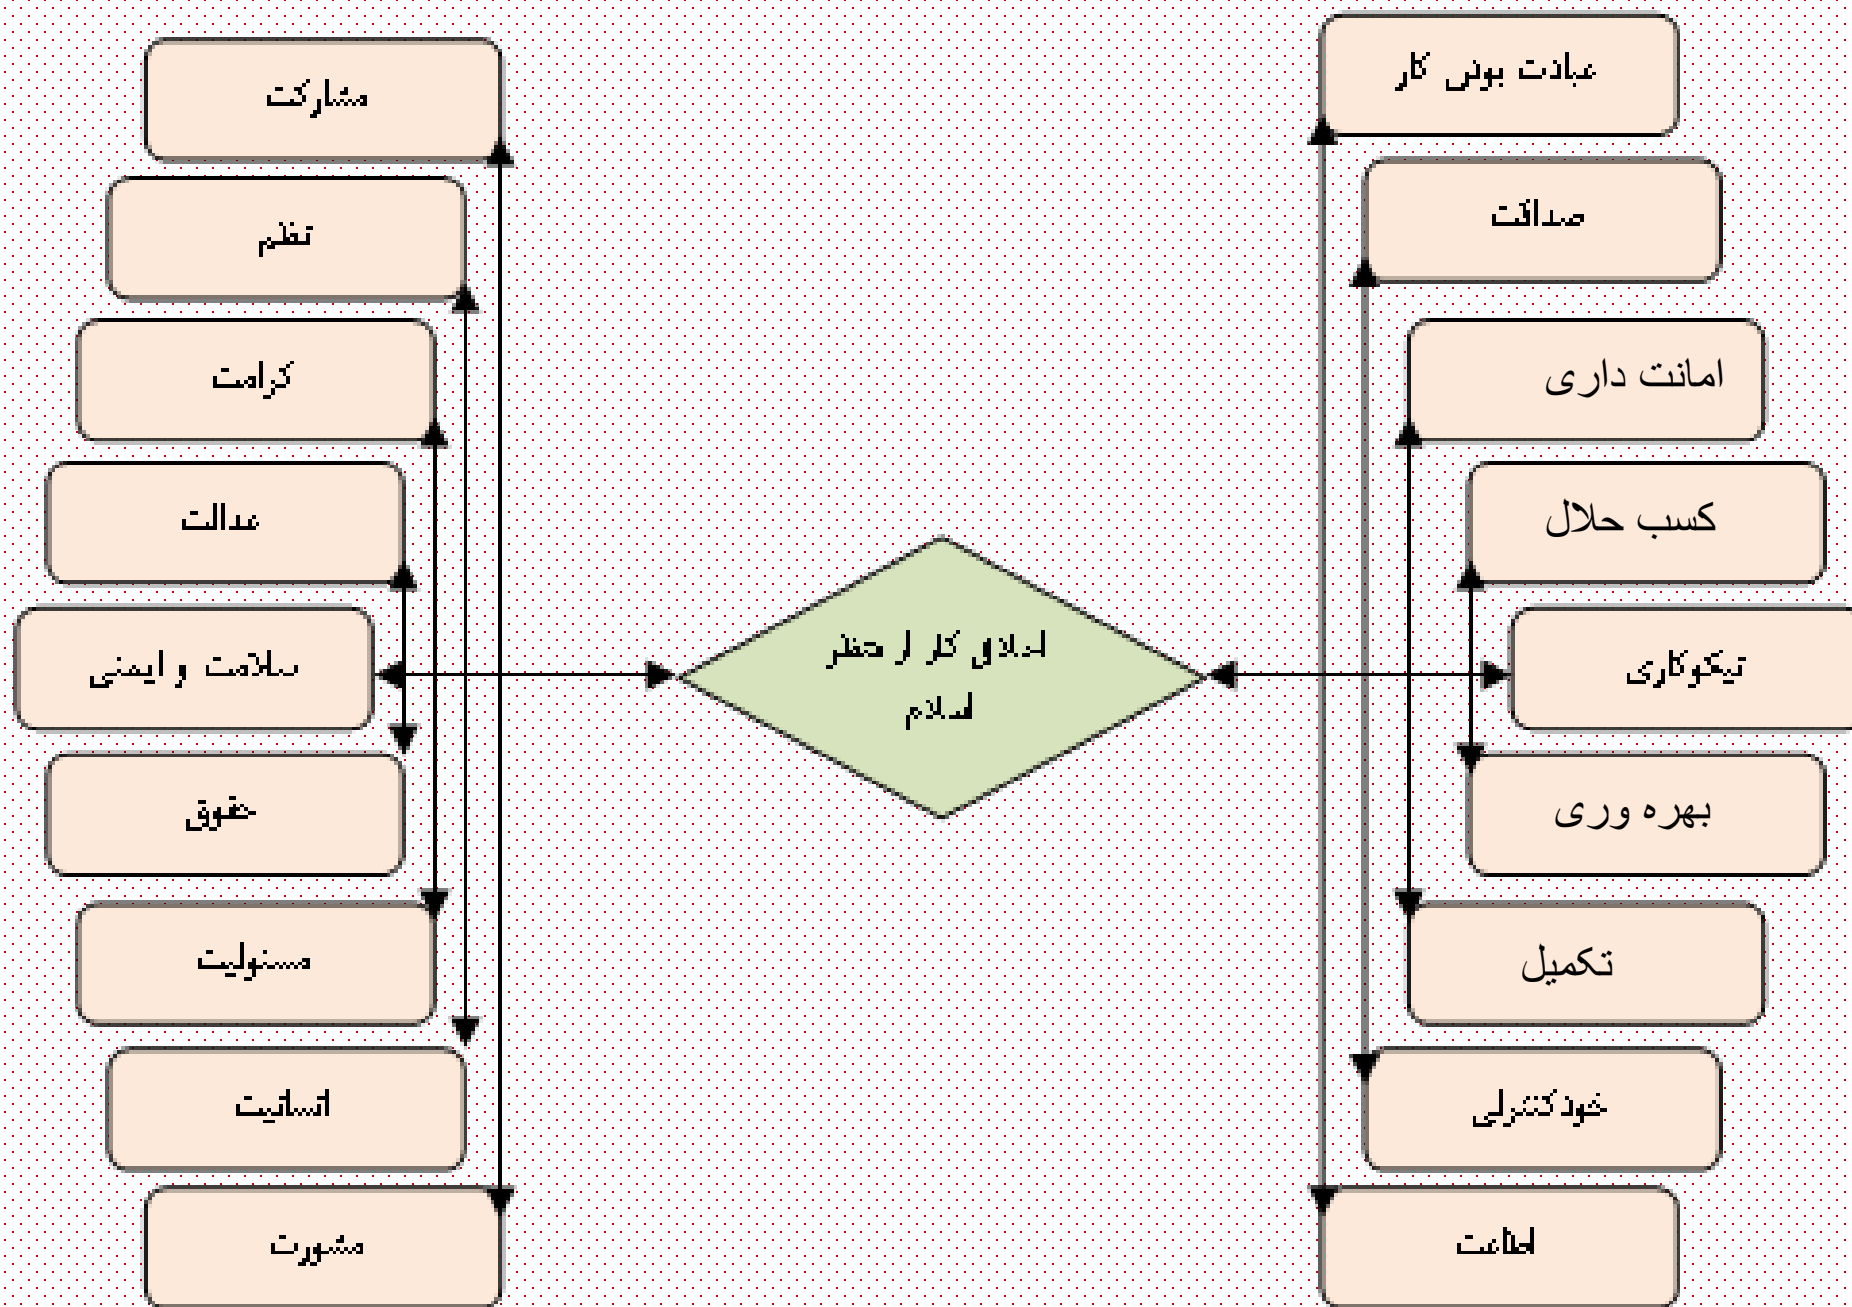 عبادت بودن کار
صداقت
امانت داری
کسب حلال
نیکوکاری
بهره وری
تکمیل
خودکنترلی
اطاعت
اخلاق کار از منظر
اسلام
مشارکت
نظم
کرامت
عدالت
سلامت و ایمنی
حقوق
مسئولیت
انسانیت
مشورت